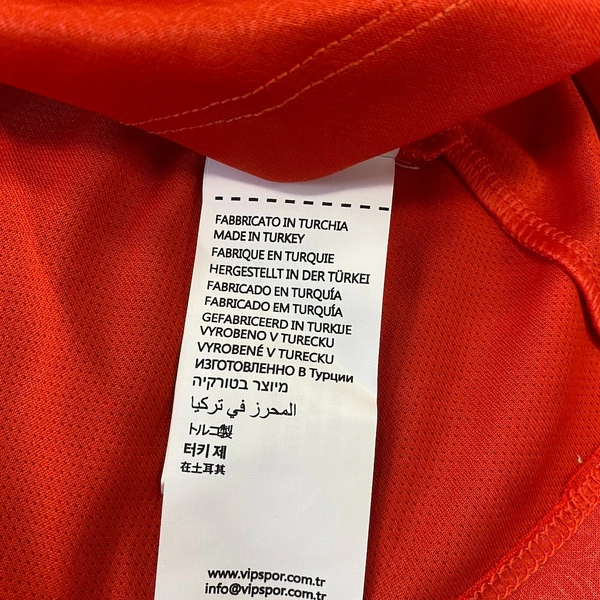 FABBRICATO IN TURCHIA
MADE IN TURKEY
FABRIQUE EN TURQUIE
HERGESTELLT IN DER TÜRKEI
FABRICADO EN TURQUÍA
FABRICADO EM TURQUÍA
GEFABRICEERD IN TURKIJE
VYROBENO V TURECKU
VYROBENÉ V TURECKU
ИЗГОТОВЛЕННО В Турции
מיוצר בטורקיה
المحرز في تركيا
トルコ製
터키 제
在土耳其
www.vipspor.com.tr
info@vipspor.com.tr